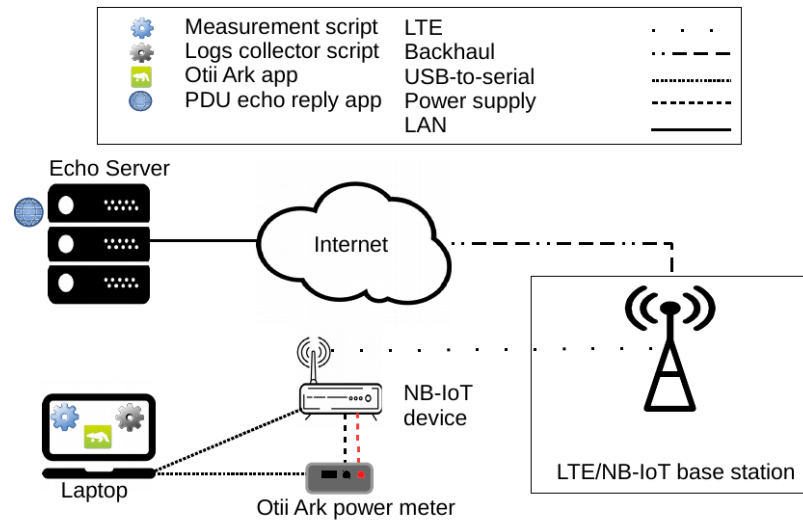 Measurement script LTE
Logs collector script Backhaul
Otii Ark app USB-to-serial
PDU echo reply app Power supply
LAN
Echo Server
Internet
NB-IoT
device
LTE/NB-IoT base station
Laptop
Otii Ark power meter